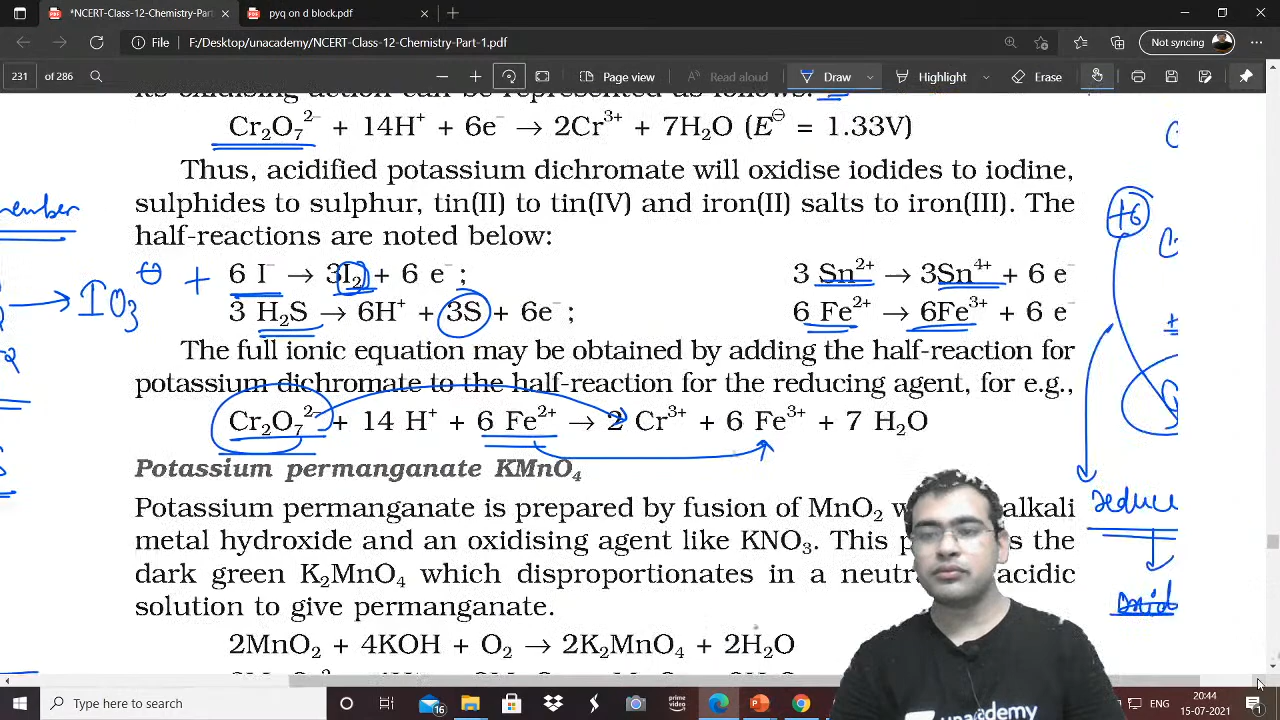 *NCERT-Class-12-Chemistry-Part-
pyq on d block.pdf
File
F:/Desktop/unacademy/NCERT-Class-12-Chemistry-Part-1.pdf
Not syncing
231 of 286
Page view
Read aloud
Draw
Highlight
Erase
Cr₂O₇²⁻ + 14H⁺ + 6e⁻ → 2Cr³⁺ + 7H₂O (E⊖ = 1.33V)
Thus, acidified potassium dichromate will oxidise iodides to iodine,
sulphides to sulphur, tin(II) to tin(IV) and iron(II) salts to iron(III). The
half-reactions are noted below:
6 I⁻ → 3I₂ + 6 e⁻ ; 3 Sn²⁺ → 3Sn⁴⁺ + 6 e⁻
3 H₂S → 6H⁺ + 3S + 6e⁻ ; 6 Fe²⁺ → 6Fe³⁺ + 6 e⁻
The full ionic equation may be obtained by adding the half-reaction for
potassium dichromate to the half-reaction for the reducing agent, for e.g.,
Cr₂O₇²⁻ + 14 H⁺ + 6 Fe²⁺ → 2 Cr³⁺ + 6 Fe³⁺ + 7 H₂O
Potassium permanganate KMnO₄
Potassium permanganate is prepared by fusion of MnO₂ alkali
metal hydroxide and an oxidising agent like KNO₃. This the
dark green K₂MnO₄ which disproportionates in a acidic
solution to give permanganate.
2MnO₂ + 4KOH + O₂ → 2K₂MnO₄ + 2H₂O
member
→ IO₃⊖ +
+6
reduce
oxid
unacademy
Type here to search
16
ENG
20:44
15-07-2021